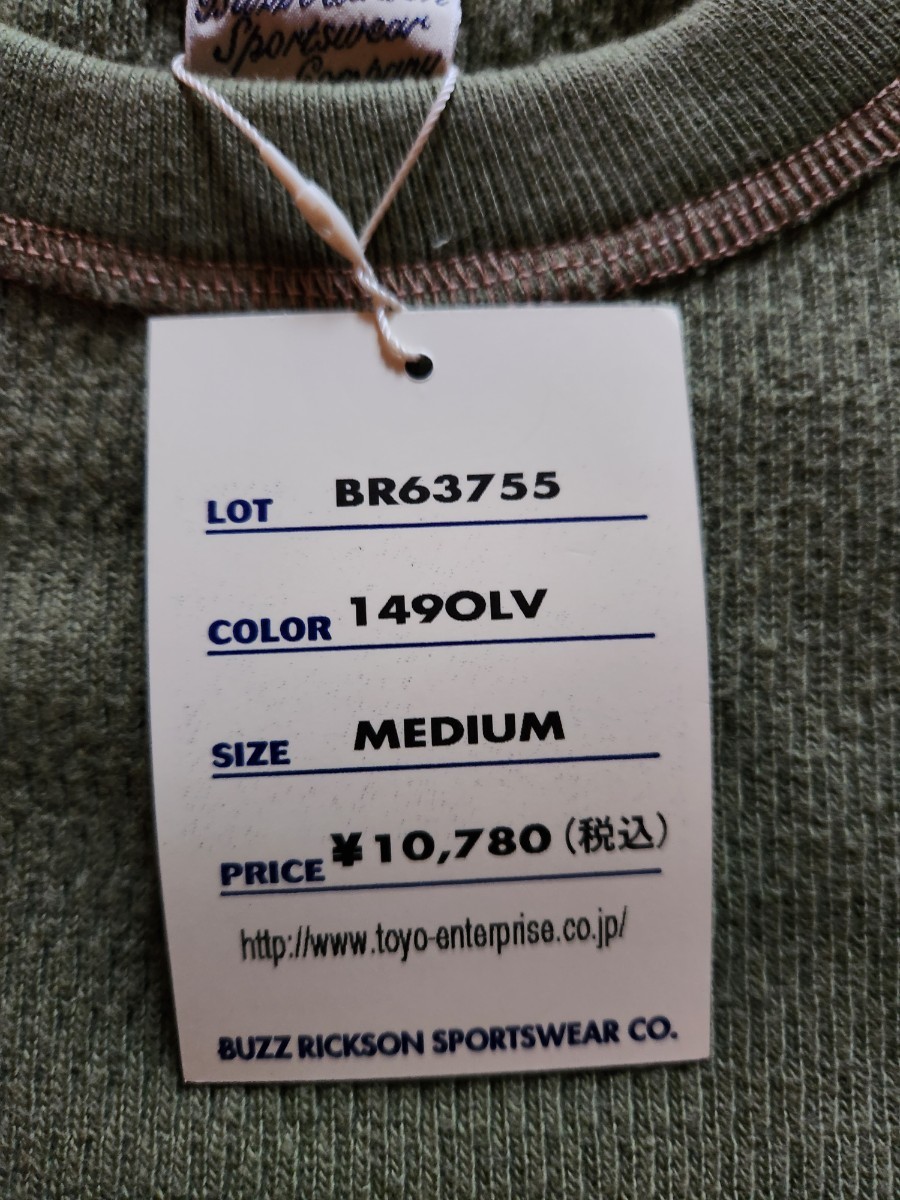 Sportswear
Company
LOT BR63755
COLOR 149OLV
SIZE MEDIUM
PRICE ¥10,780(税込)
http://www.toyo-enterprise.co.jp/
BUZZ RICKSON SPORTSWEAR CO.